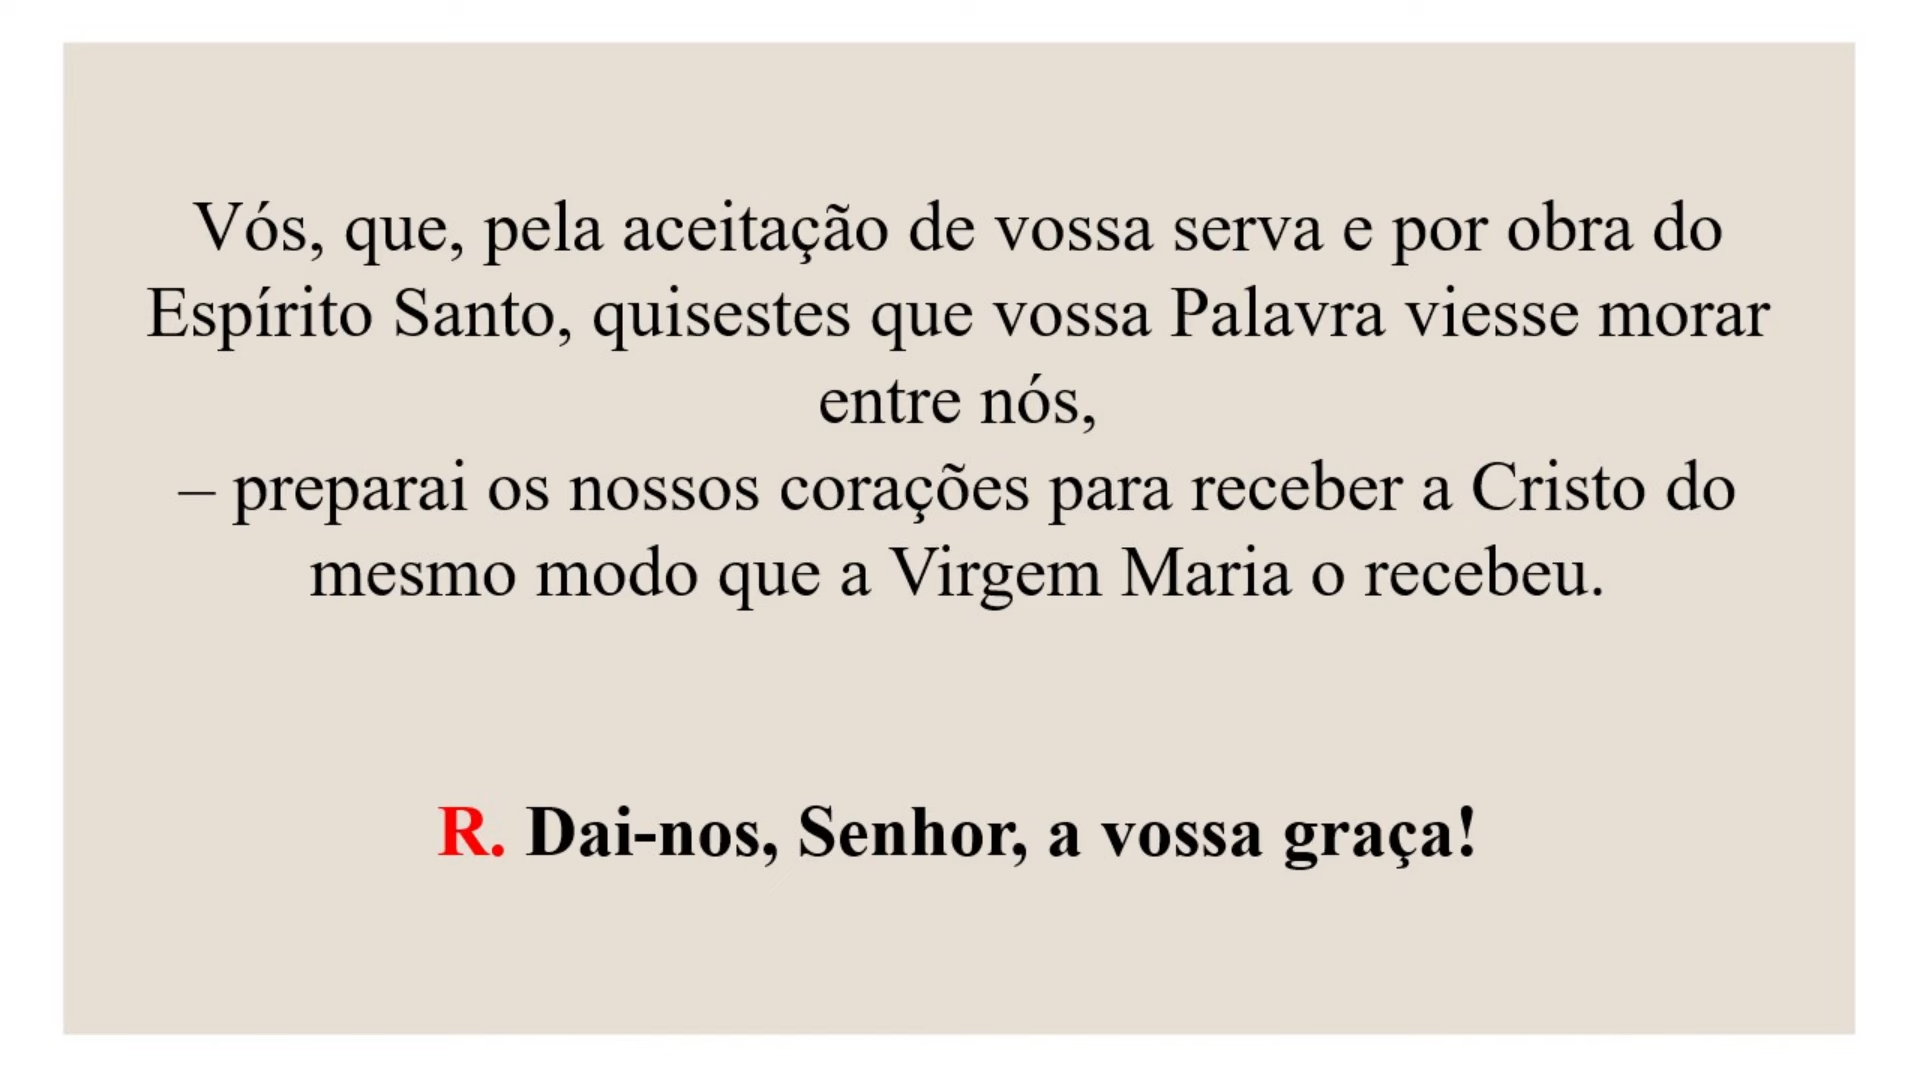 Vós, que, pela aceitação de vossa serva e por obra do
Espírito Santo, quisestes que vossa Palavra viesse morar
entre nós,
– preparai os nossos corações para receber a Cristo do
mesmo modo que a Virgem Maria o recebeu.
R. Dai-nos, Senhor, a vossa graça!